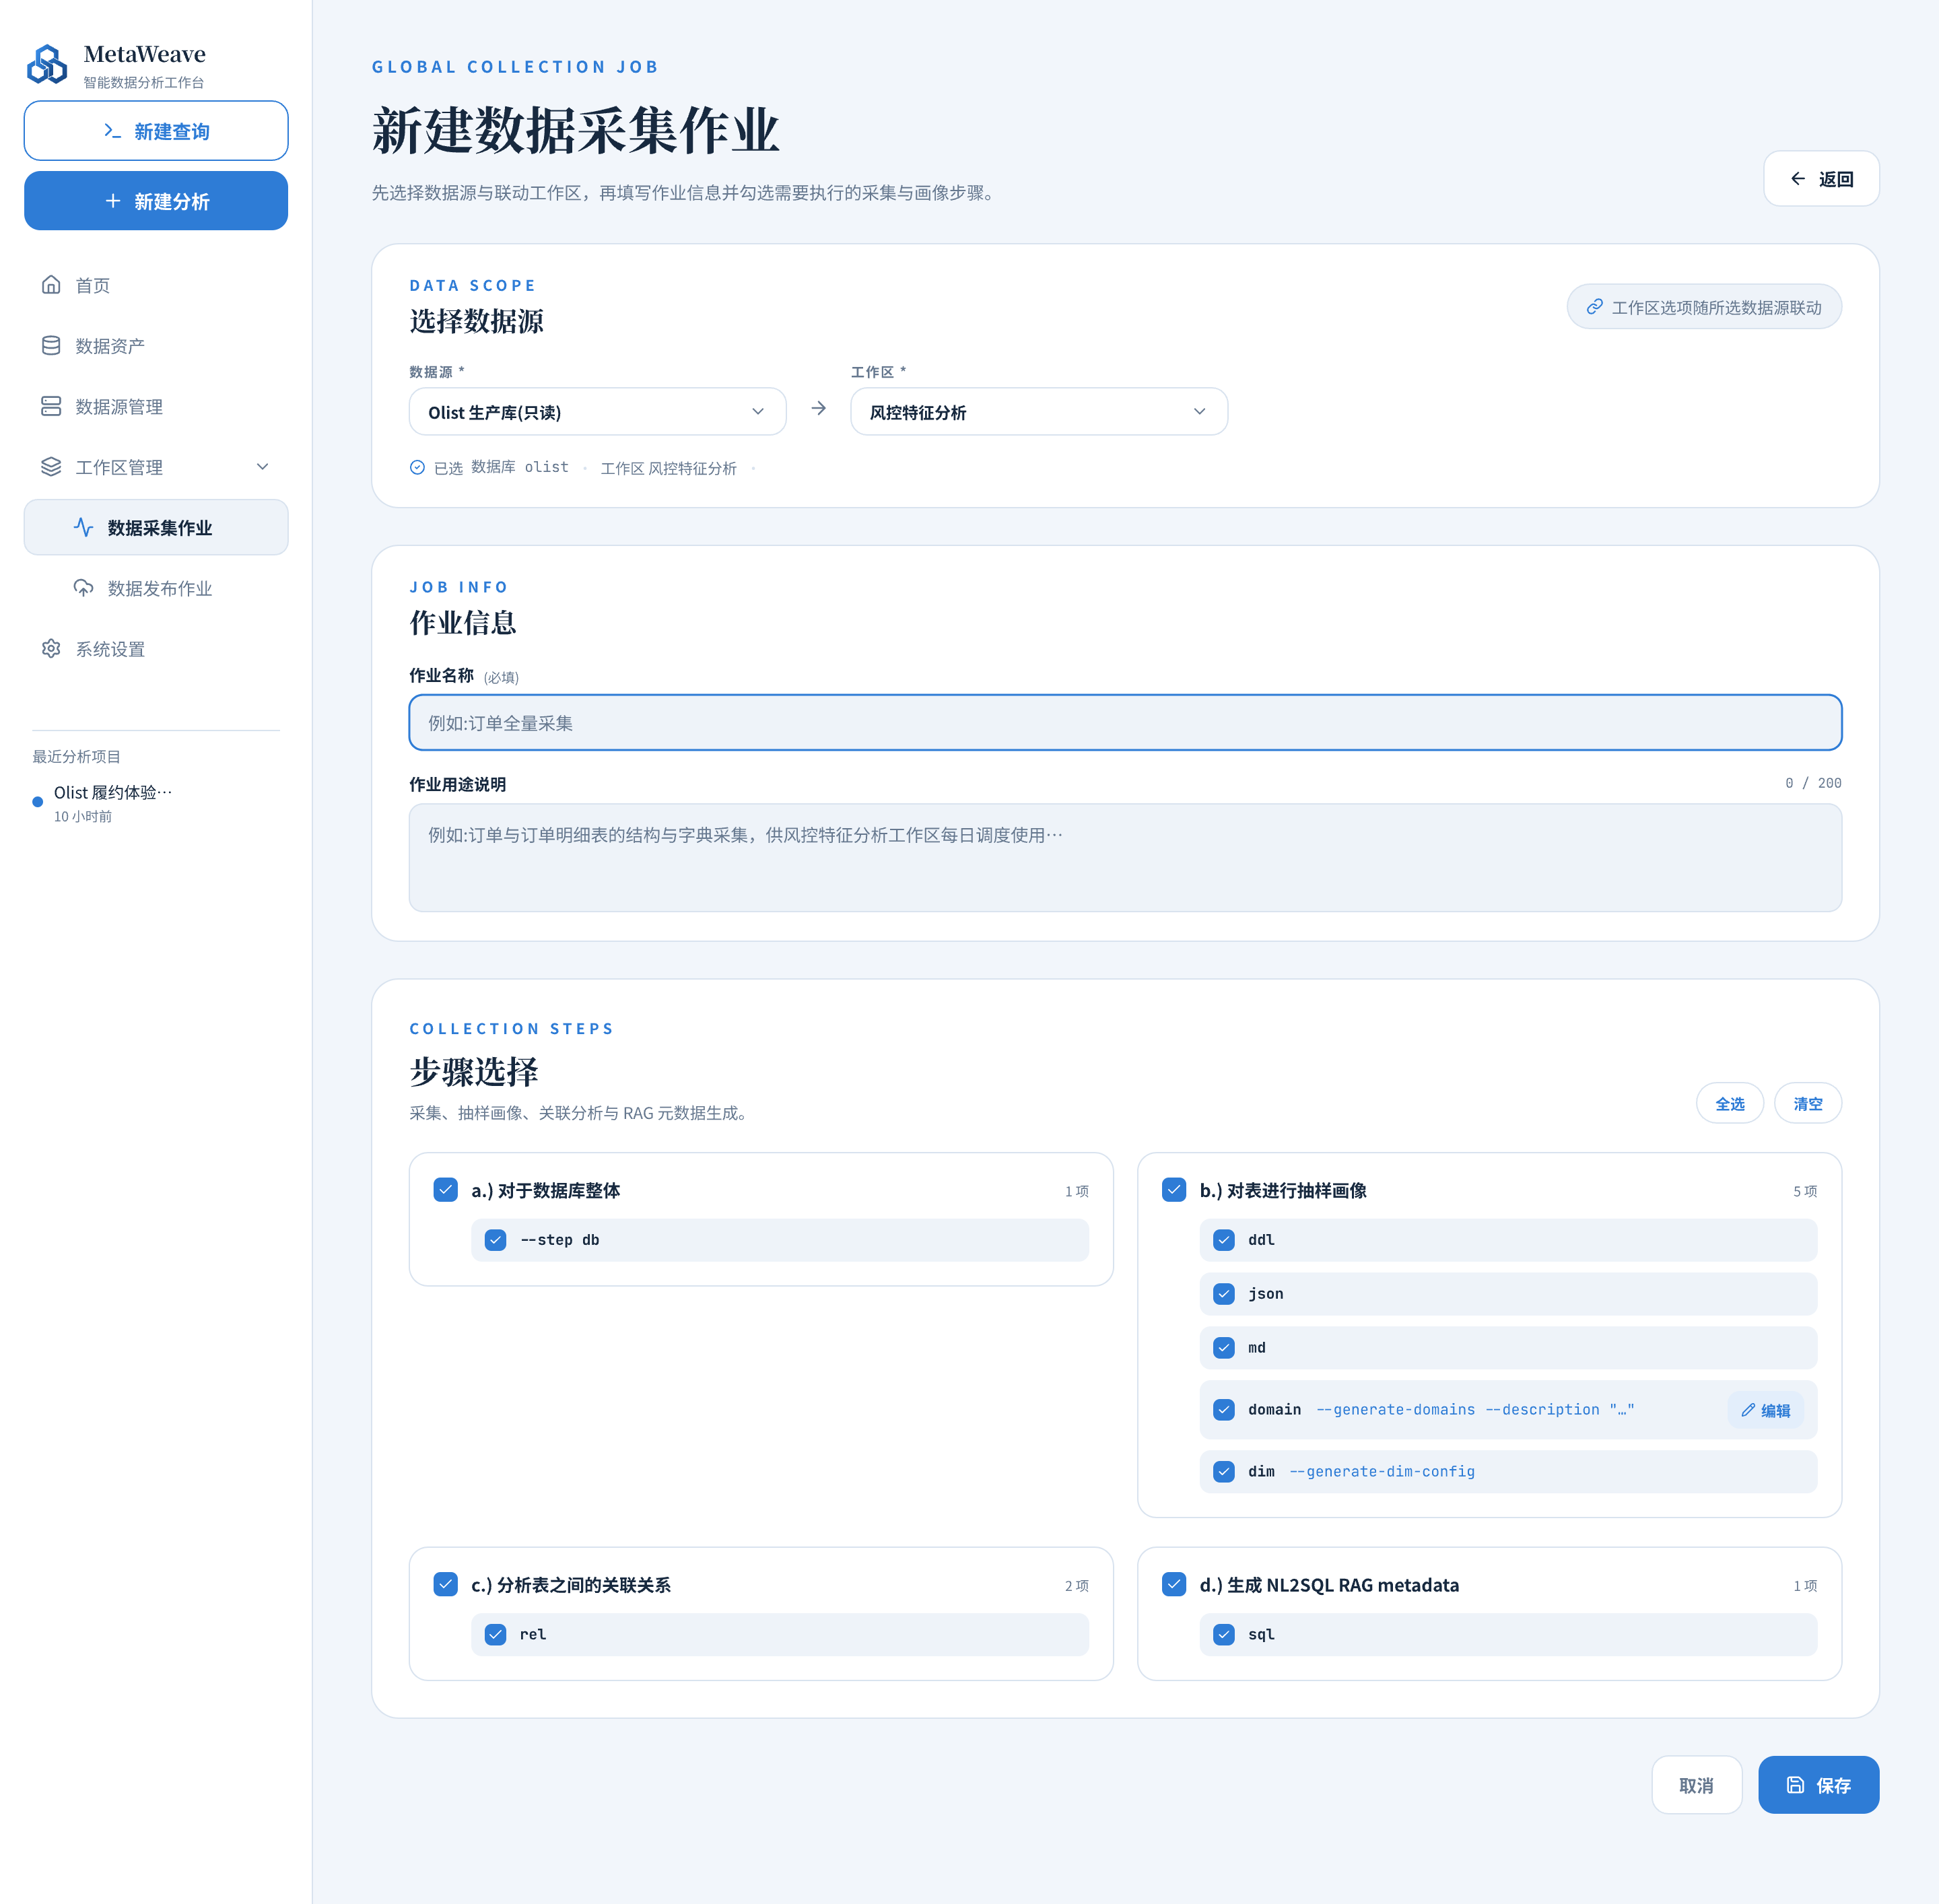 MetaWeave
智能数据分析工作台
新建查询
新建分析
首页
数据资产
数据源管理
工作区管理
数据采集作业
数据发布作业
系统设置
最近分析项目
Olist 履约体验…
10 小时前
GLOBAL COLLECTION JOB
新建数据采集作业
先选择数据源与联动工作区，再填写作业信息并勾选需要执行的采集与画像步骤。
返回
DATA SCOPE
选择数据源
工作区选项随所选数据源联动
数据源 *
工作区 *
Olist 生产库(只读)
风控特征分析
已选 数据库 olist · 工作区 风控特征分析 ·
JOB INFO
作业信息
作业名称 (必填)
例如:订单全量采集
作业用途说明
0 / 200
例如:订单与订单明细表的结构与字典采集，供风控特征分析工作区每日调度使用…
COLLECTION STEPS
步骤选择
采集、抽样画像、关联分析与 RAG 元数据生成。
全选
清空
a.) 对于数据库整体
1 项
--step db
b.) 对表进行抽样画像
5 项
ddl
json
md
domain --generate-domains --description "…"
编辑
dim --generate-dim-config
c.) 分析表之间的关联关系
2 项
rel
d.) 生成 NL2SQL RAG metadata
1 项
sql
取消
保存